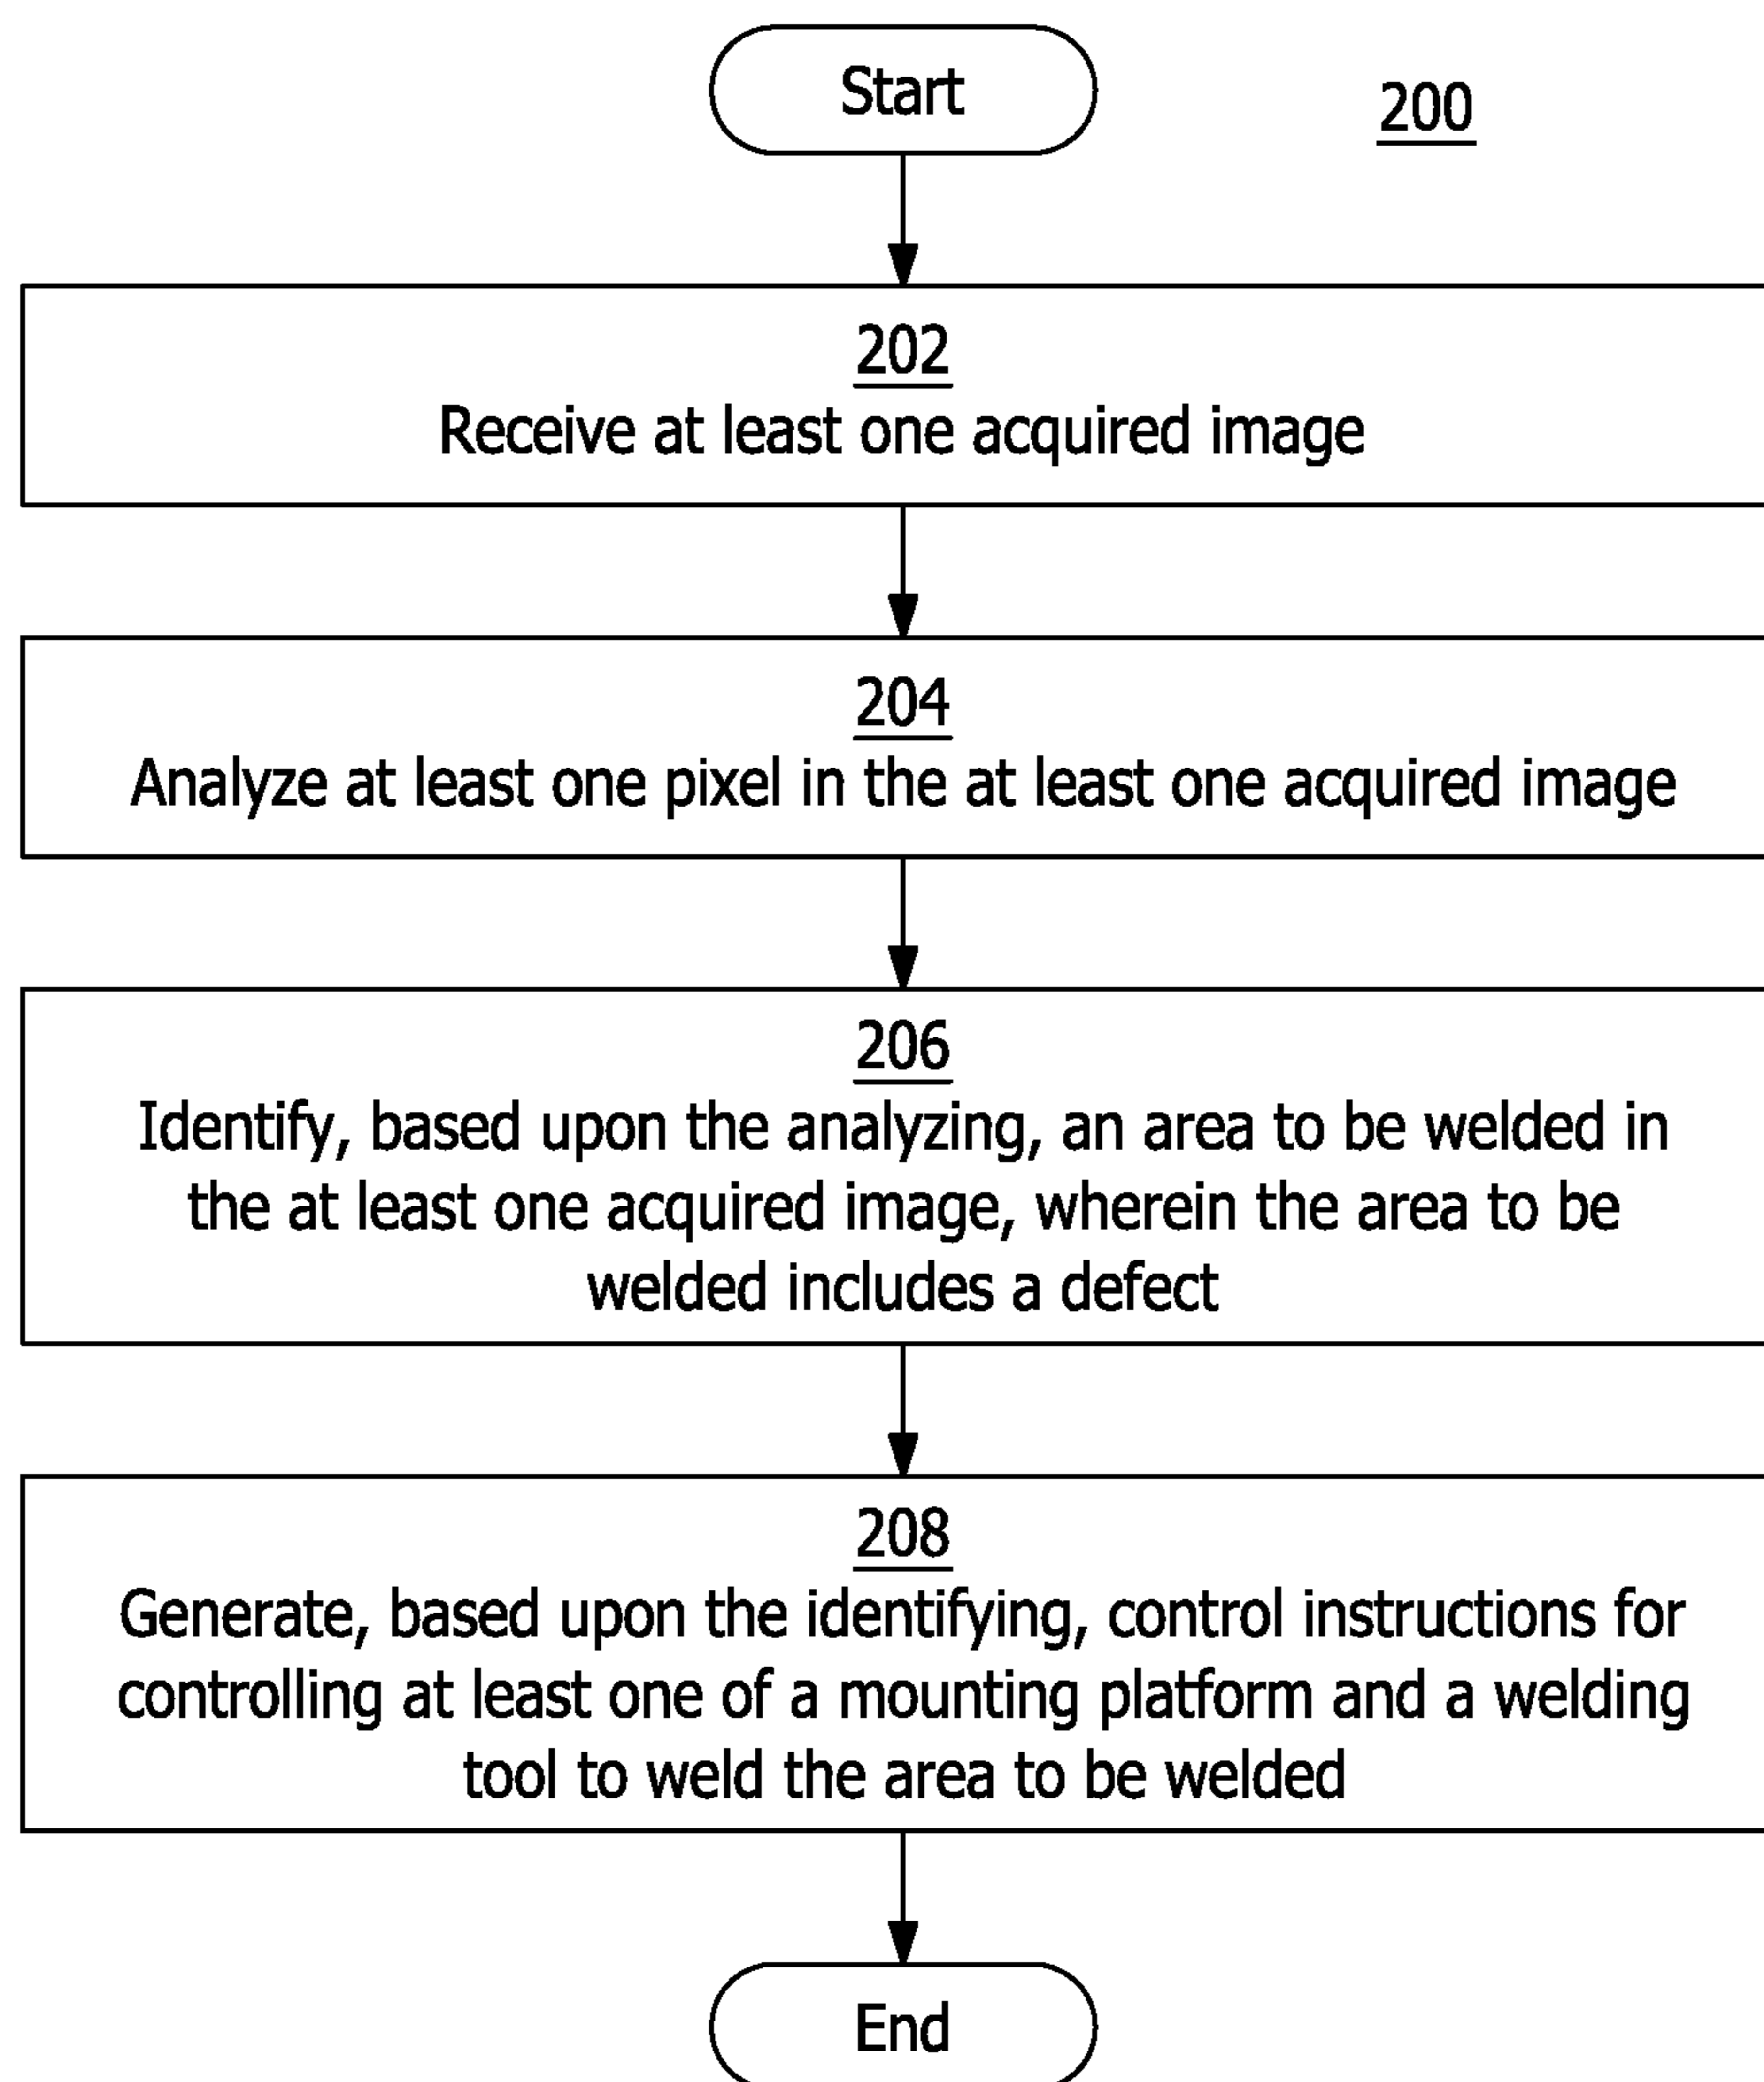 Start
200
202
Receive at least one acquired image
204
Analyze at least one pixel in the at least one acquired image
206
Identify, based upon the analyzing, an area to be welded in
the at least one acquired image, wherein the area to be
welded includes a defect
208
Generate, based upon the identifying, control instructions for
controlling at least one of a mounting platform and a welding
tool to weld the area to be welded
End